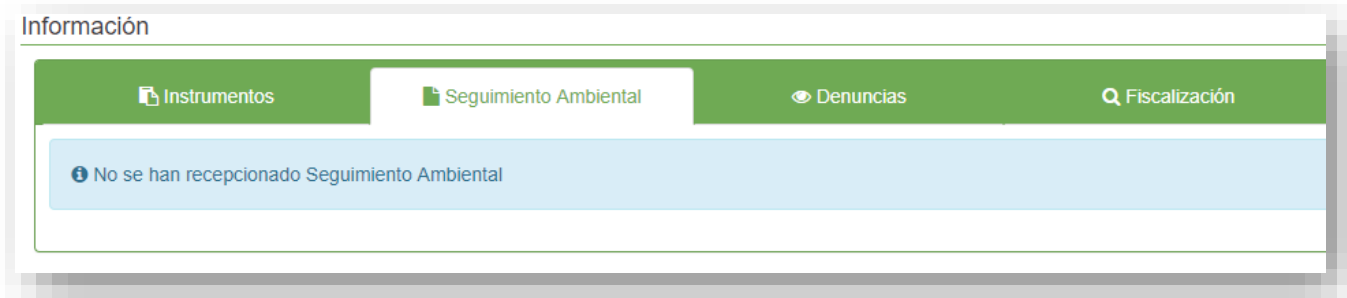 Información
Instrumentos Seguimiento Ambiental Denuncias Fiscalización
No se han recepcionado Seguimiento Ambiental